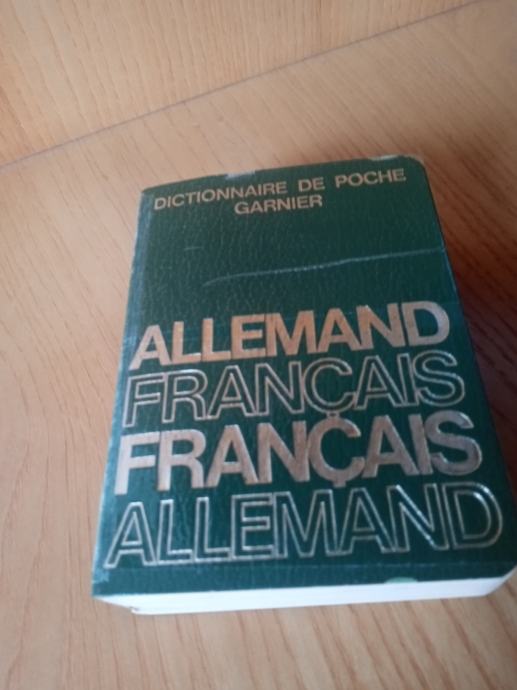 DICTIONNAIRE DE POCHE
GARNIER
ALLEMAND
FRANÇAIS
FRANÇAIS
ALLEMAND